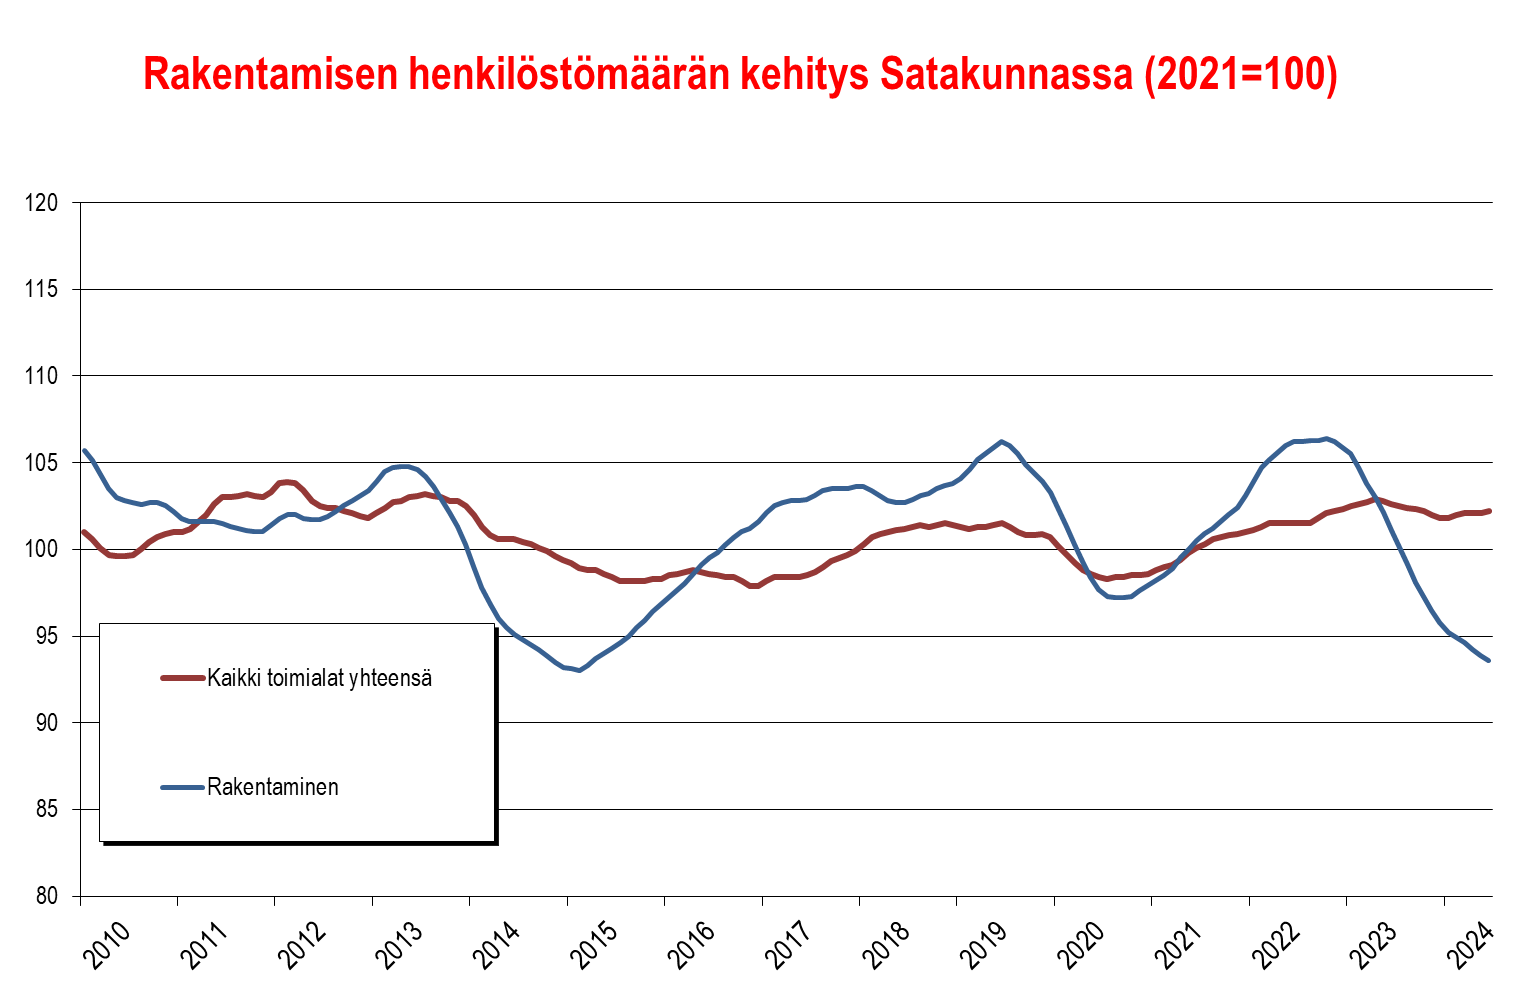 Rakentamisen henkilöstömäärän kehitys Satakunnassa (2021=100)
120
115
110
105
100
95
90
85
80
Kaikki toimialat yhteensä
Rakentaminen
2010 2011 2012 2013 2014 2015 2016 2017 2018 2019 2020 2021 2022 2023 2024